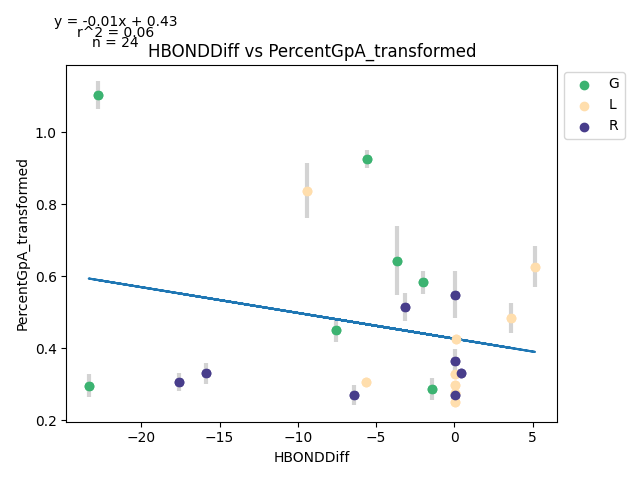 y = -0.01x + 0.43
r^2 = 0.06
n = 24
HBONDDiff vs PercentGpA_transformed
G
L
R
PercentGpA_transformed
1.0
0.8
0.6
0.4
0.2
−20
−15
−10
−5
0
5
HBONDDiff